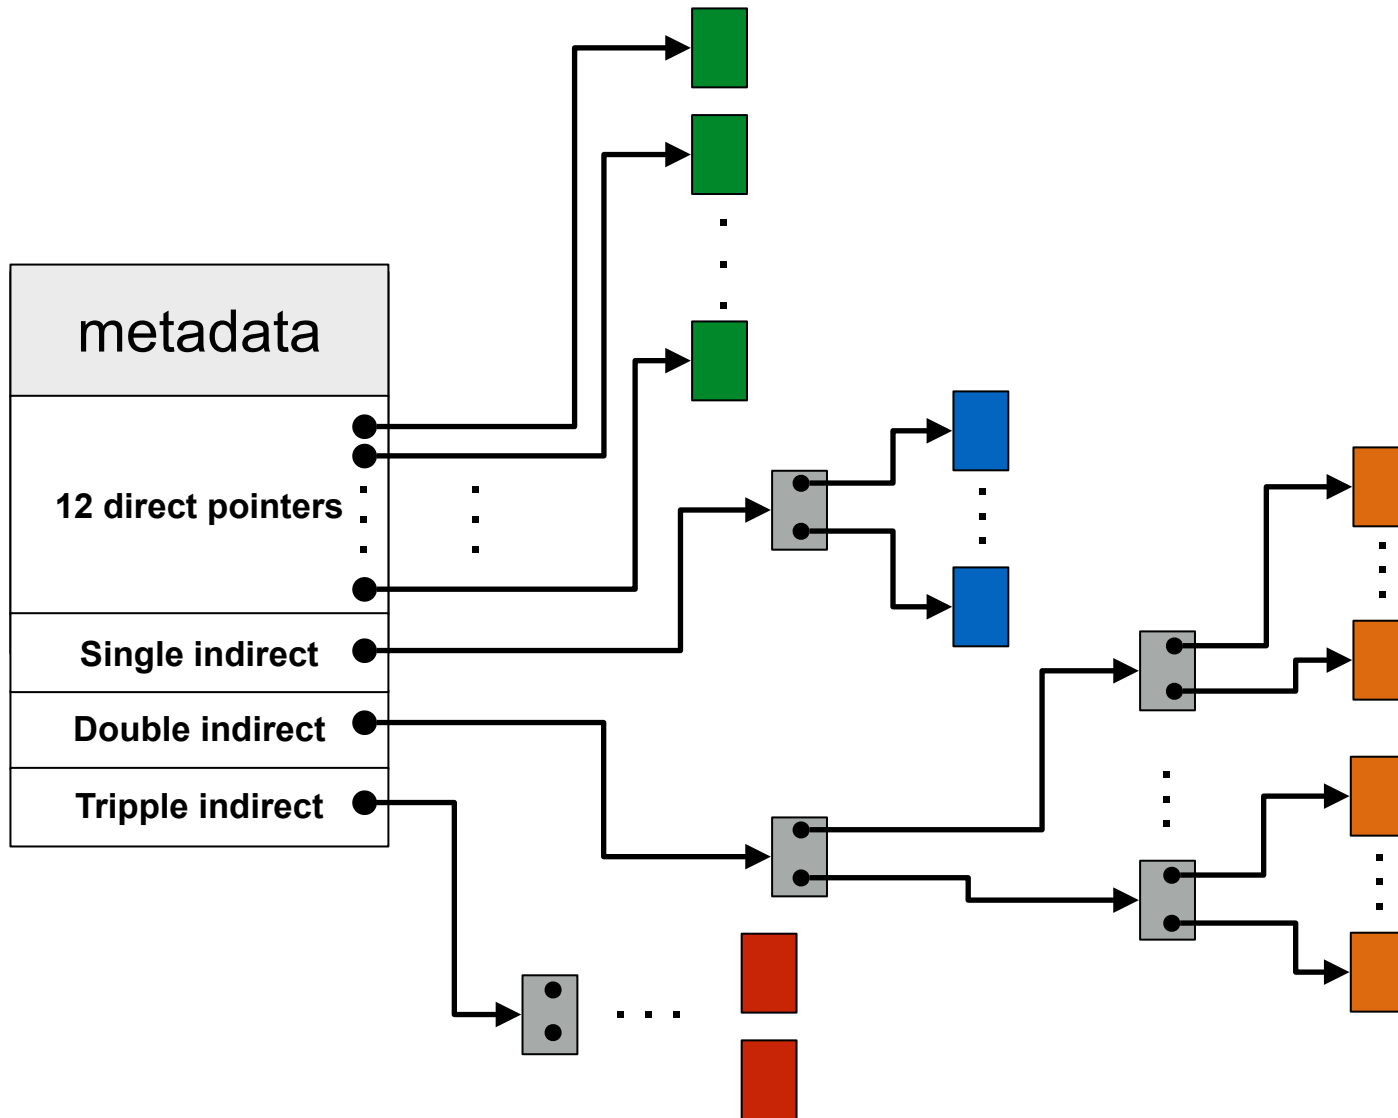 metadata
12 direct pointers
Single indirect
Double indirect
Tripple indirect